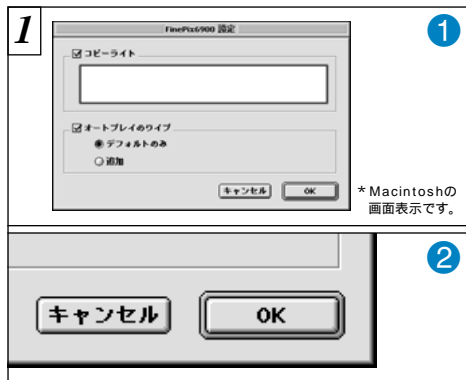 1
FinePix6900 設定
1
コピーライト
オートプレイのワイプ
デフォルトのみ
追加
キャンセル OK
*Macintoshの
画面表示です。
2
キャンセル OK